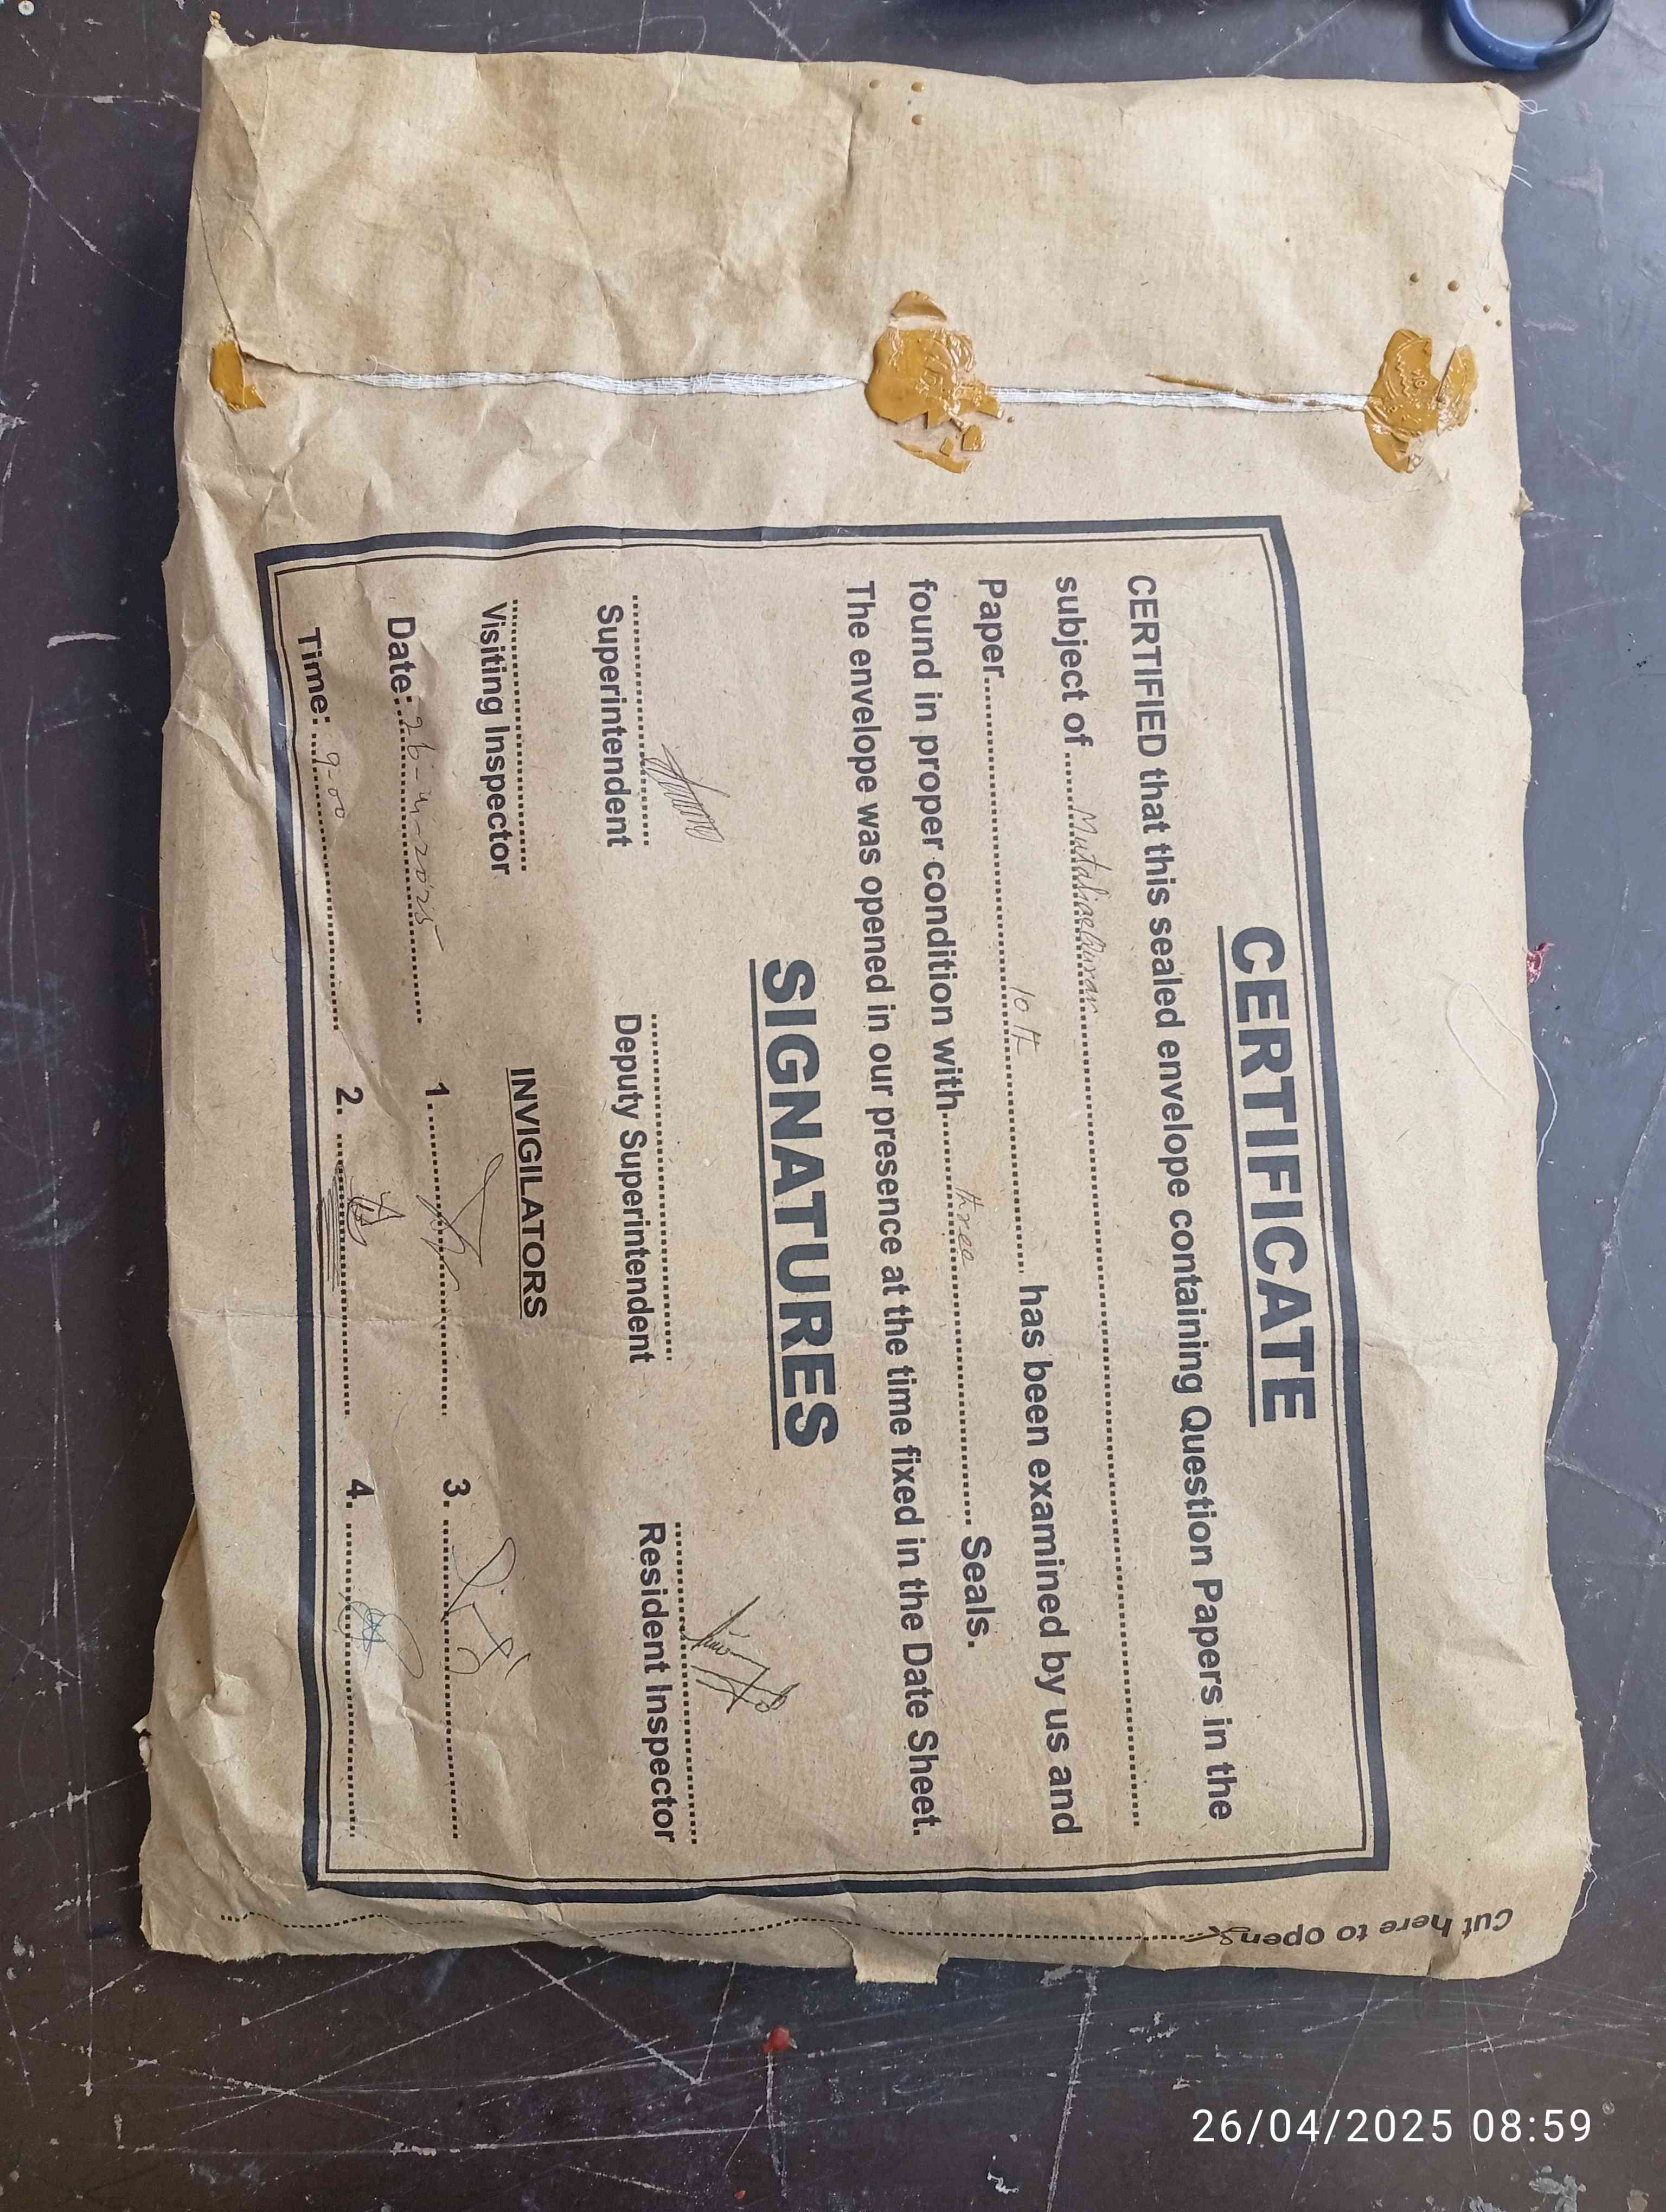 CERTIFICATE
CERTIFIED that this sealed envelope containing Question Papers in the
subject of ..........................
Paper.......... 10th .......... has been examined by us and
found in proper condition with.......... three .......... Seals.
The envelope was opened in our presence at the time fixed in the Date Sheet.
SIGNATURES
Superintendent Deputy Superintendent Resident Inspector
Visiting Inspector
INVIGILATORS
Date: 26-04-2025 1. .......... 3. ..........
Time: 9-00 2. .......... 4. ..........
Cut here to open
26/04/2025 08:59